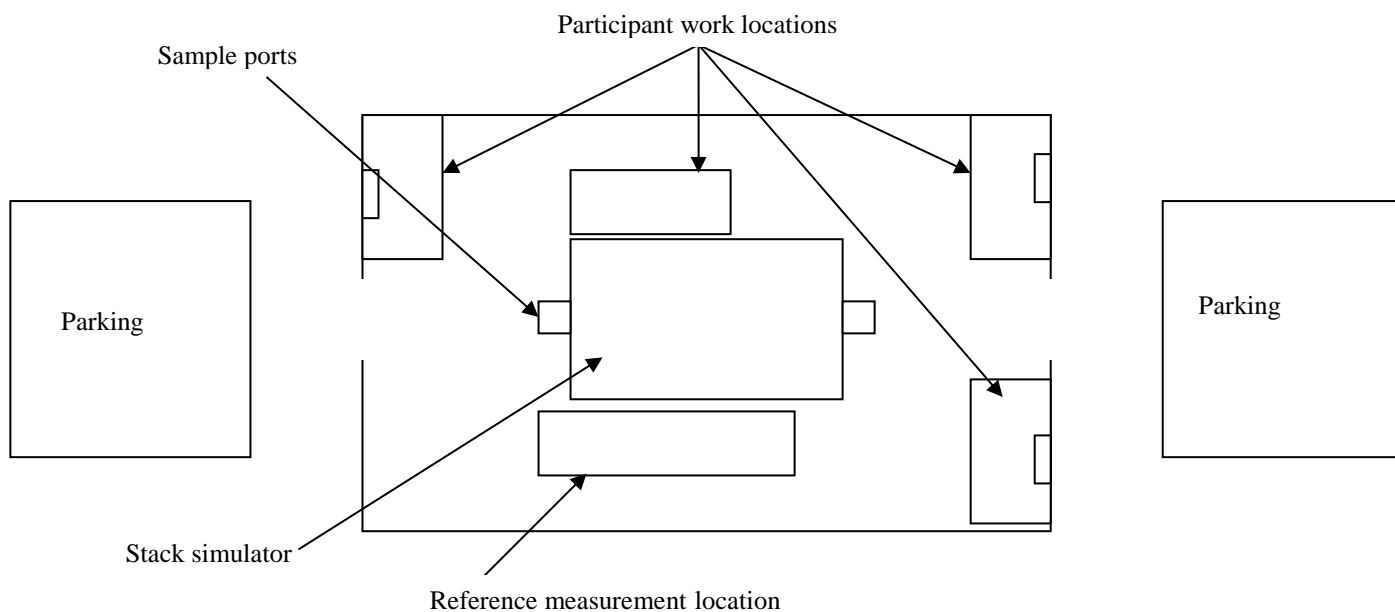 Participant work locations
Sample ports
Parking
Parking
Stack simulator
Reference measurement location